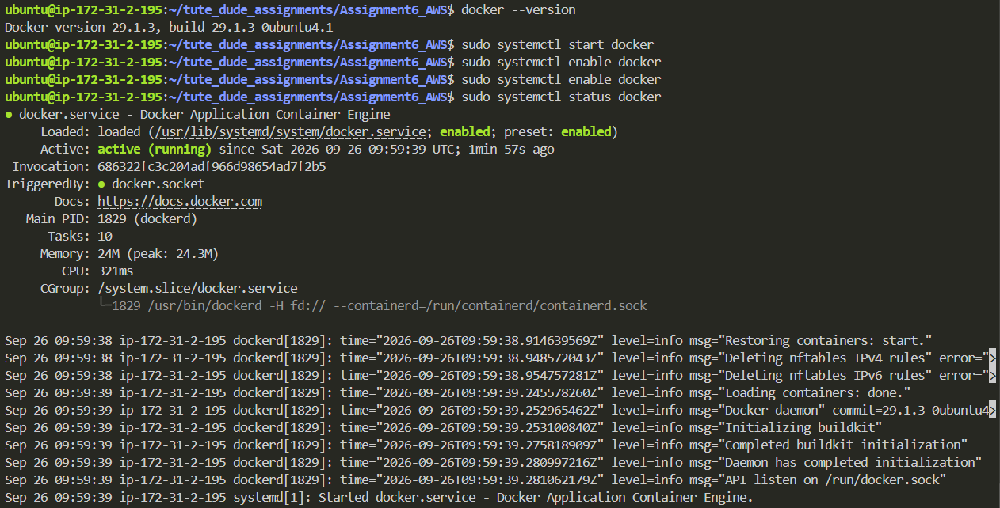 ubuntu@ip-172-31-2-195:~/tute_dude_assignments/Assignment6_AWS$ docker --version
Docker version 29.1.3, build 29.1.3-0ubuntu4.1
ubuntu@ip-172-31-2-195:~/tute_dude_assignments/Assignment6_AWS$ sudo systemctl start docker
ubuntu@ip-172-31-2-195:~/tute_dude_assignments/Assignment6_AWS$ sudo systemctl enable docker
ubuntu@ip-172-31-2-195:~/tute_dude_assignments/Assignment6_AWS$ sudo systemctl enable docker
ubuntu@ip-172-31-2-195:~/tute_dude_assignments/Assignment6_AWS$ sudo systemctl status docker
● docker.service - Docker Application Container Engine
     Loaded: loaded (/usr/lib/systemd/system/docker.service; enabled; preset: enabled)
     Active: active (running) since Sat 2026-09-26 09:59:39 UTC; 1min 57s ago
 Invocation: 686322fc3c204adf966d98654ad7f2b5
TriggeredBy: ● docker.socket
       Docs: https://docs.docker.com
   Main PID: 1829 (dockerd)
      Tasks: 10
     Memory: 24M (peak: 24.3M)
        CPU: 321ms
     CGroup: /system.slice/docker.service
             └─1829 /usr/bin/dockerd -H fd:// --containerd=/run/containerd/containerd.sock

Sep 26 09:59:38 ip-172-31-2-195 dockerd[1829]: time="2026-09-26T09:59:38.914639569Z" level=info msg="Restoring containers: start."
Sep 26 09:59:38 ip-172-31-2-195 dockerd[1829]: time="2026-09-26T09:59:38.948572043Z" level=info msg="Deleting nftables IPv4 rules" error=">
Sep 26 09:59:38 ip-172-31-2-195 dockerd[1829]: time="2026-09-26T09:59:38.954757281Z" level=info msg="Deleting nftables IPv6 rules" error=">
Sep 26 09:59:39 ip-172-31-2-195 dockerd[1829]: time="2026-09-26T09:59:39.245578260Z" level=info msg="Loading containers: done."
Sep 26 09:59:39 ip-172-31-2-195 dockerd[1829]: time="2026-09-26T09:59:39.252965462Z" level=info msg="Docker daemon" commit=29.1.3-0ubuntu4>
Sep 26 09:59:39 ip-172-31-2-195 dockerd[1829]: time="2026-09-26T09:59:39.253100840Z" level=info msg="Initializing buildkit"
Sep 26 09:59:39 ip-172-31-2-195 dockerd[1829]: time="2026-09-26T09:59:39.275818909Z" level=info msg="Completed buildkit initialization"
Sep 26 09:59:39 ip-172-31-2-195 dockerd[1829]: time="2026-09-26T09:59:39.280997216Z" level=info msg="Daemon has completed initialization"
Sep 26 09:59:39 ip-172-31-2-195 dockerd[1829]: time="2026-09-26T09:59:39.281062179Z" level=info msg="API listen on /run/docker.sock"
Sep 26 09:59:39 ip-172-31-2-195 systemd[1]: Started docker.service - Docker Application Container Engine.